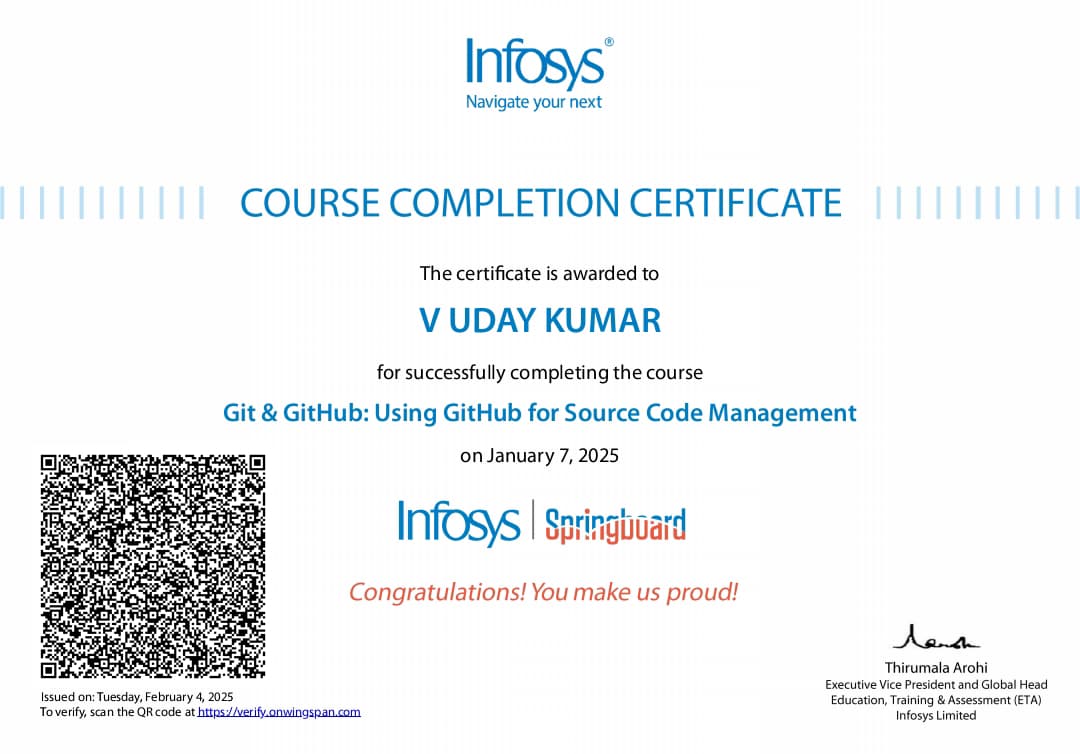 Infosys®
Navigate your next
COURSE COMPLETION CERTIFICATE
The certificate is awarded to
V UDAY KUMAR
for successfully completing the course
Git & GitHub: Using GitHub for Source Code Management
on January 7, 2025
Infosys | Springboard
Congratulations! You make us proud!
Issued on: Tuesday, February 4, 2025
To verify, scan the QR code at https://verify.onwingspan.com
Thirumala Arohi
Executive Vice President and Global Head
Education, Training & Assessment (ETA)
Infosys Limited